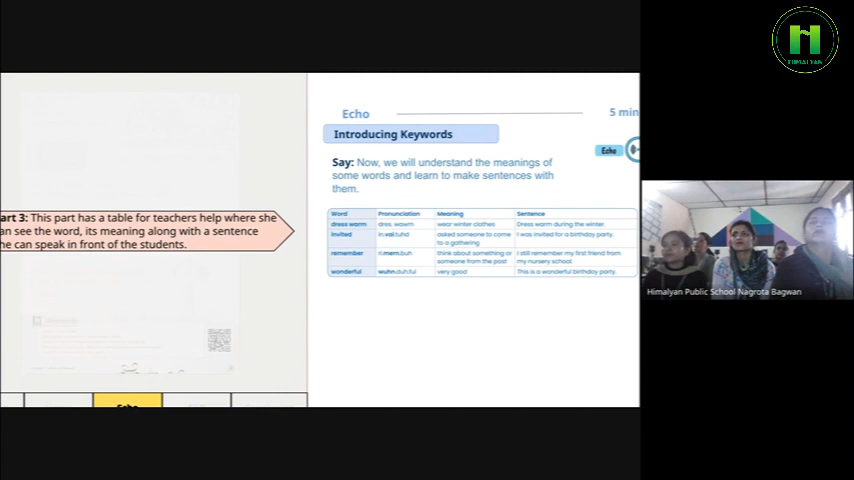 HIMALYAN
Echo
5 min
Introducing Keywords
Echo
Say: Now, we will understand the meanings of
some words and learn to make sentences with
them.
art 3: This part has a table for teachers help where she
an see the word, its meaning along with a sentence
he can speak in front of the students.
Word Pronunciation Meaning Sentence
dress warm dres. wawm wear winter clothes Dress warm during the winter.
invited in.vai.tuhd asked someone to come to a gathering I was invited for a birthday party.
remember ri.mem.buh think about something or someone from the past I still remember my first friend from my nursery school.
wonderful wuhn.duh.ful very good This is a wonderful birthday party.
Himalyan Public School Nagrota Bagwan
Echo